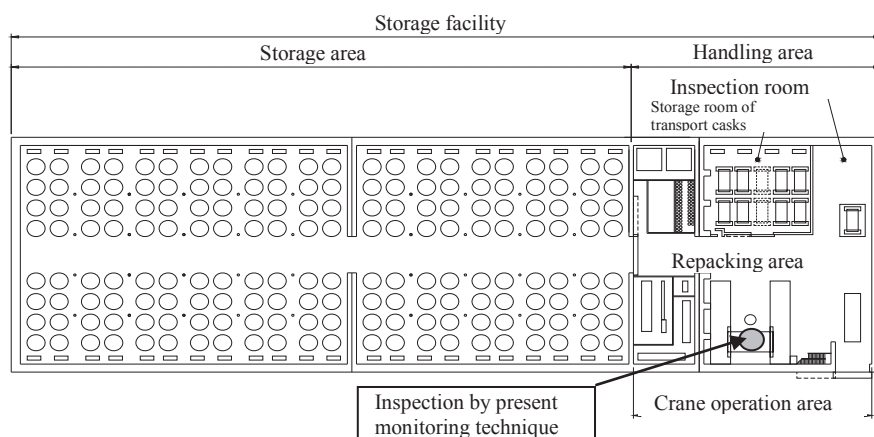 Storage facility
Storage area
Handling area
Inspection room
Storage room of
transport casks
Repacking area
Inspection by present
monitoring technique
Crane operation area